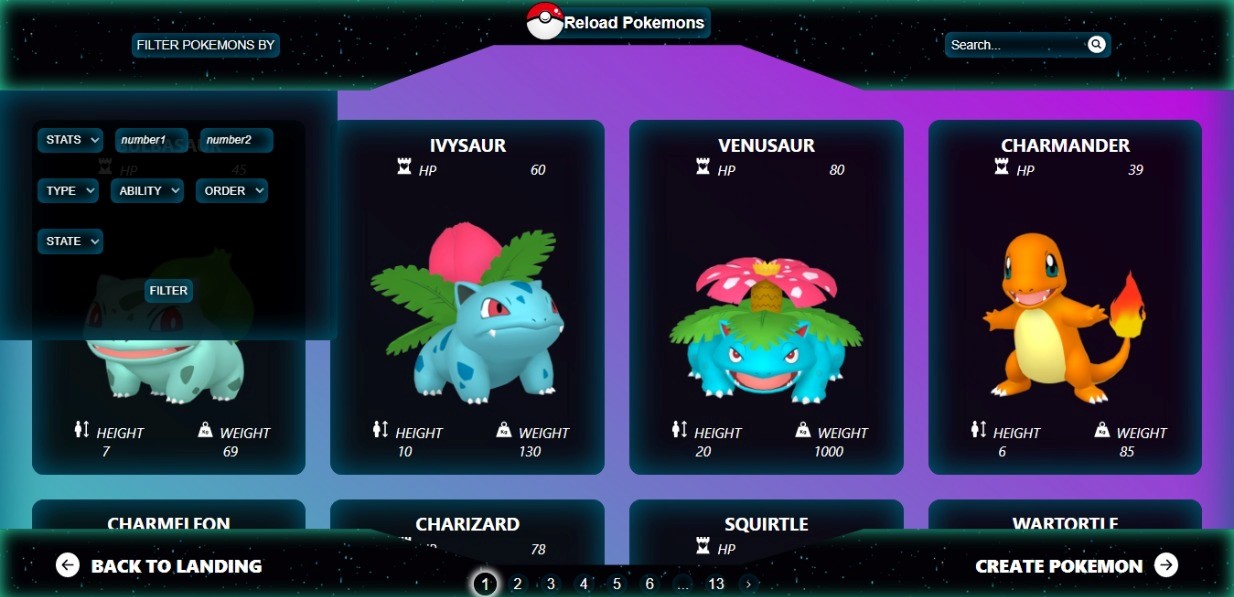 Reload Pokemons
FILTER POKEMONS BY
Search...
STATS number1 number2
TYPE ABILITY ORDER
STATE
FILTER
HP 45
HEIGHT WEIGHT
7 69
IVYSAUR
HP 60
HEIGHT WEIGHT
10 130
VENUSAUR
HP 80
HEIGHT WEIGHT
20 1000
CHARMANDER
HP 39
HEIGHT WEIGHT
6 85
CHARMELEON
CHARIZARD
HP 78
SQUIRTLE
HP
WARTORTLE
BACK TO LANDING
1 2 3 4 5 6 ... 13 ›
CREATE POKEMON